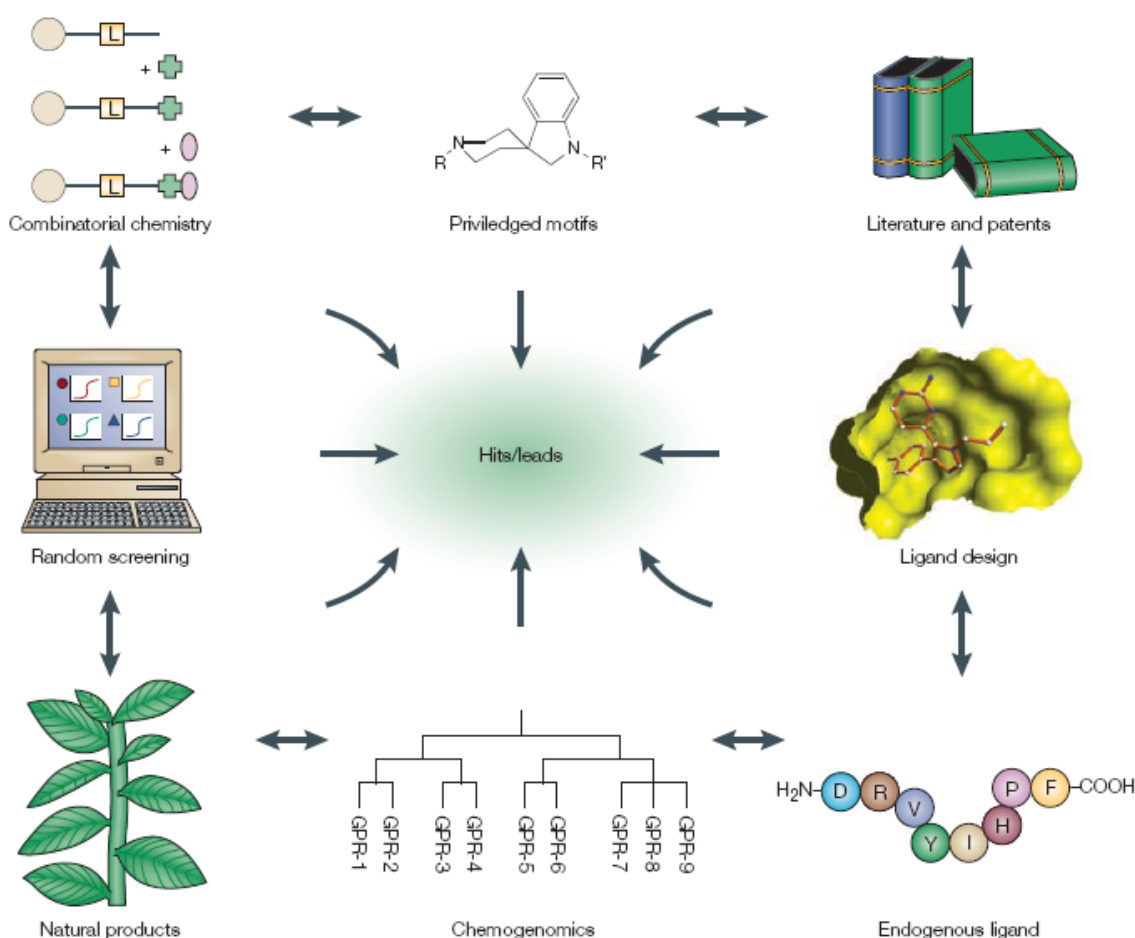 L
+
L
+
L
Combinatorial chemistry
N
R
N
R'
Priviledged motifs
Literature and patents
Random screening
Hits/leads
Ligand design
Natural products
GPR-1
GPR-2
GPR-3
GPR-4
GPR-5
GPR-6
GPR-7
GPR-8
GPR-9
Chemogenomics
H₂N-D R V Y I H P F-COOH
Endogenous ligand